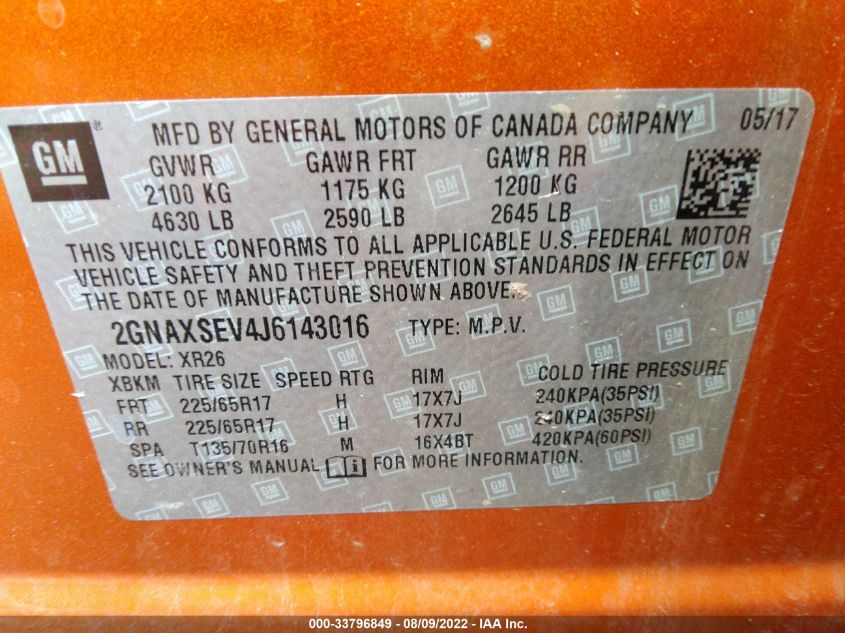 GM ® MFD BY GENERAL MOTORS OF CANADA COMPANY 05/17
GVWR GAWR FRT GAWR RR
2100 KG 1175 KG 1200 KG
4630 LB 2590 LB 2645 LB
THIS VEHICLE CONFORMS TO ALL APPLICABLE U.S. FEDERAL MOTOR
VEHICLE SAFETY AND THEFT PREVENTION STANDARDS IN EFFECT ON
THE DATE OF MANUFACTURE SHOWN ABOVE.
2GNAXSEV4J6143016 TYPE: M.P.V.
MODEL: XR26
XBKM TIRE SIZE SPEED RTG RIM COLD TIRE PRESSURE
FRT 225/65R17 H 17X7J 240KPA(35PSI)
RR 225/65R17 H 17X7J 240KPA(35PSI)
SPA T135/70R16 M 16X4BT 420KPA(60PSI)
SEE OWNER'S MANUAL FOR MORE INFORMATION.
000-33796849 - 08/09/2022 - IAA Inc.